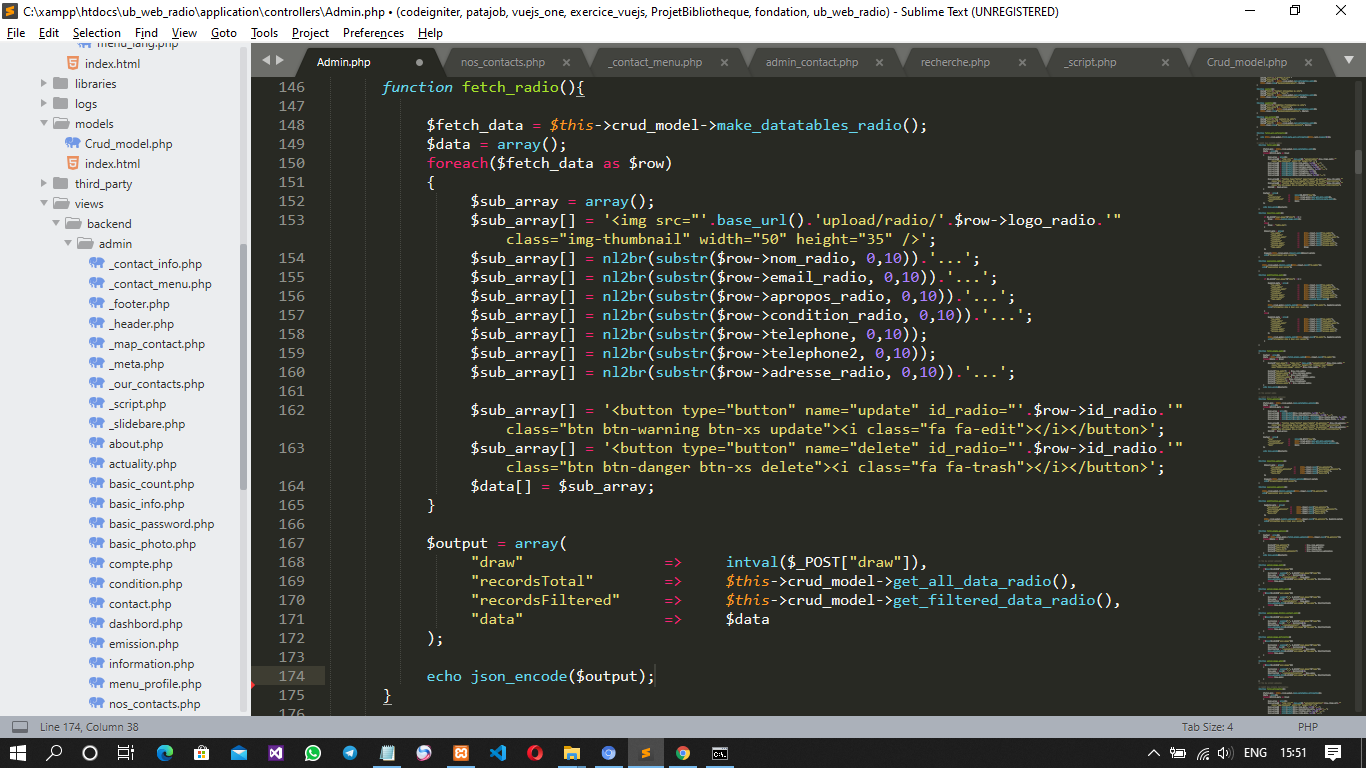 C:\xampp\htdocs\ub_web_radio\application\controllers\Admin.php • (codeigniter, patajob, vuejs_one, exercice_vuejs, ProjetBibliotheque, fondation, ub_web_radio) - Sublime Text (UNREGISTERED)
File Edit Selection Find View Goto Tools Project Preferences Help
menu_lang.php
index.html
libraries
logs
models
Crud_model.php
index.html
third_party
views
backend
admin
_contact_info.php
_contact_menu.php
_footer.php
_header.php
_map_contact.php
_meta.php
_our_contacts.php
_script.php
_slidebare.php
about.php
actuality.php
basic_count.php
basic_info.php
basic_password.php
basic_photo.php
compte.php
condition.php
contact.php
dashbord.php
emission.php
information.php
menu_profile.php
nos_contacts.php
Admin.php nos_contacts.php _contact_menu.php admin_contact.php recherche.php _script.php Crud_model.php
146 function fetch_radio(){
147
148 $fetch_data = $this->crud_model->make_datatables_radio();
149 $data = array();
150 foreach($fetch_data as $row)
151 {
152 $sub_array = array();
153 $sub_array[] = '<img src="'.base_url().'upload/radio/'.$row->logo_radio.'"
class="img-thumbnail" width="50" height="35" />';
154 $sub_array[] = nl2br(substr($row->nom_radio, 0,10)).'...';
155 $sub_array[] = nl2br(substr($row->email_radio, 0,10)).'...';
156 $sub_array[] = nl2br(substr($row->apropos_radio, 0,10)).'...';
157 $sub_array[] = nl2br(substr($row->condition_radio, 0,10)).'...';
158 $sub_array[] = nl2br(substr($row->telephone, 0,10));
159 $sub_array[] = nl2br(substr($row->telephone2, 0,10));
160 $sub_array[] = nl2br(substr($row->adresse_radio, 0,10)).'...';
161
162 $sub_array[] = '<button type="button" name="update" id_radio="'.$row->id_radio.'"
class="btn btn-warning btn-xs update"><i class="fa fa-edit"></i></button>';
163 $sub_array[] = '<button type="button" name="delete" id_radio="'.$row->id_radio.'"
class="btn btn-danger btn-xs delete"><i class="fa fa-trash"></i></button>';
164 $data[] = $sub_array;
165 }
166
167 $output = array(
168 "draw" => intval($_POST["draw"]),
169 "recordsTotal" => $this->crud_model->get_all_data_radio(),
170 "recordsFiltered" => $this->crud_model->get_filtered_data_radio(),
171 "data" => $data
172 );
173
174 echo json_encode($output);
175 }
176
Line 174, Column 38 Tab Size: 4 PHP
ENG 15:51